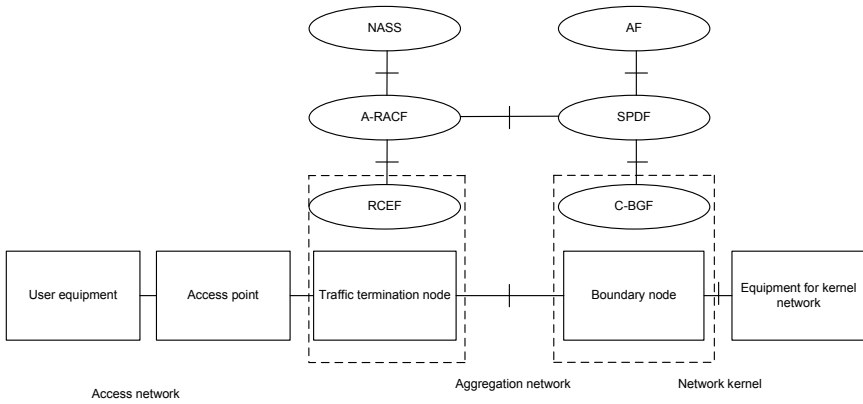 NASS
AF
A-RACF
SPDF
RCEF
C-BGF
User equipment
Access point
Traffic termination node
Boundary node
Equipment for kernel
network
Access network
Aggregation network
Network kernel